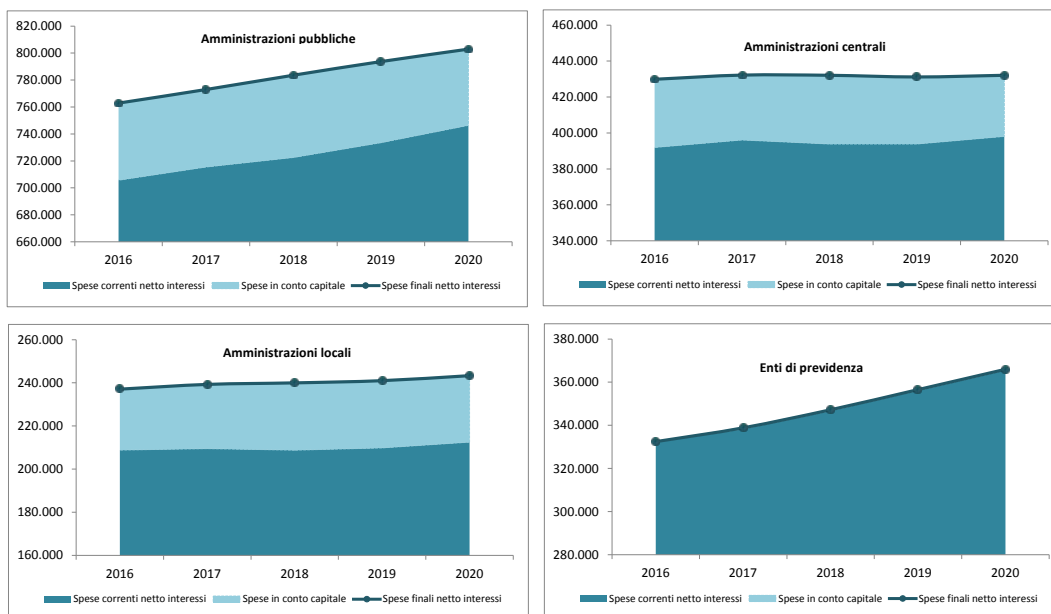 Amministrazioni pubbliche
820.000
800.000
780.000
760.000
740.000
720.000
700.000
680.000
660.000
2016 2017 2018 2019 2020
Spese correnti netto interessi Spese in conto capitale Spese finali netto interessi
Amministrazioni centrali
460.000
440.000
420.000
400.000
380.000
360.000
340.000
2016 2017 2018 2019 2020
Spese correnti netto interessi Spese in conto capitale Spese finali netto interessi
Amministrazioni locali
260.000
240.000
220.000
200.000
180.000
160.000
2016 2017 2018 2019 2020
Spese correnti netto interessi Spese in conto capitale Spese finali netto interessi
Enti di previdenza
380.000
360.000
340.000
320.000
300.000
280.000
2016 2017 2018 2019 2020
Spese correnti netto interessi Spese in conto capitale Spese finali netto interessi